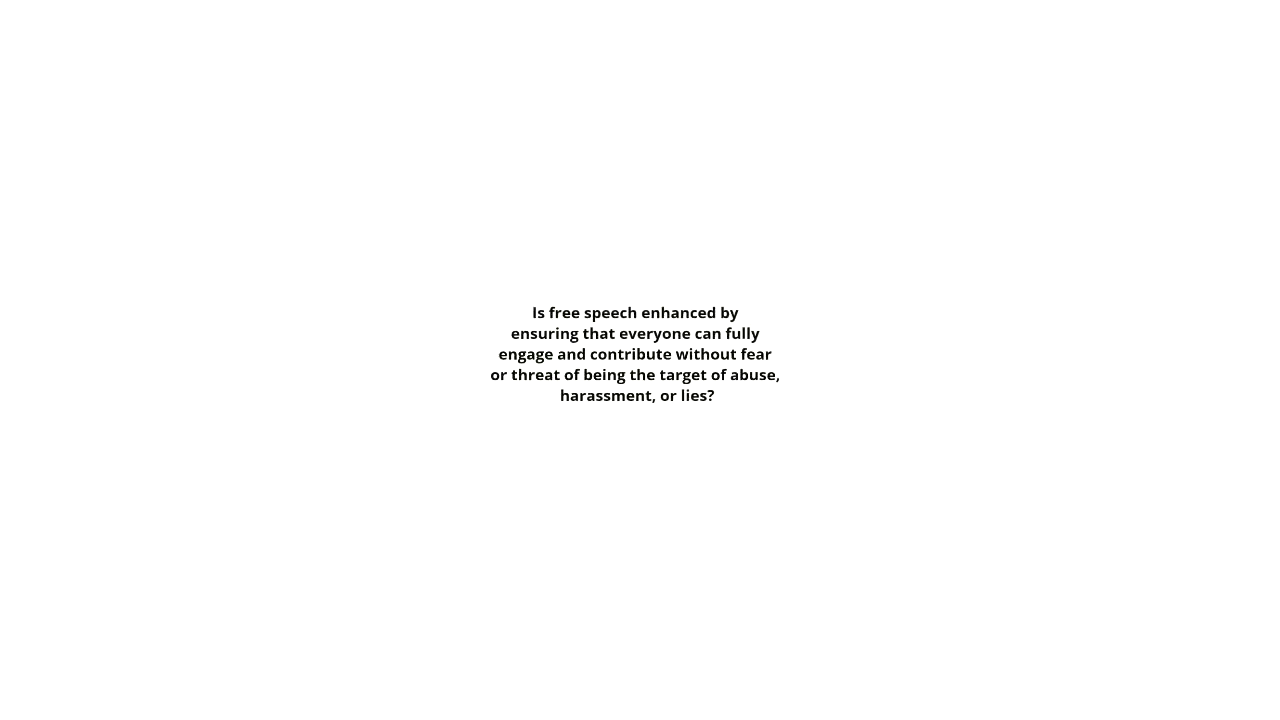 Is free speech enhanced by
ensuring that everyone can fully
engage and contribute without fear
or threat of being the target of abuse,
harassment, or lies?